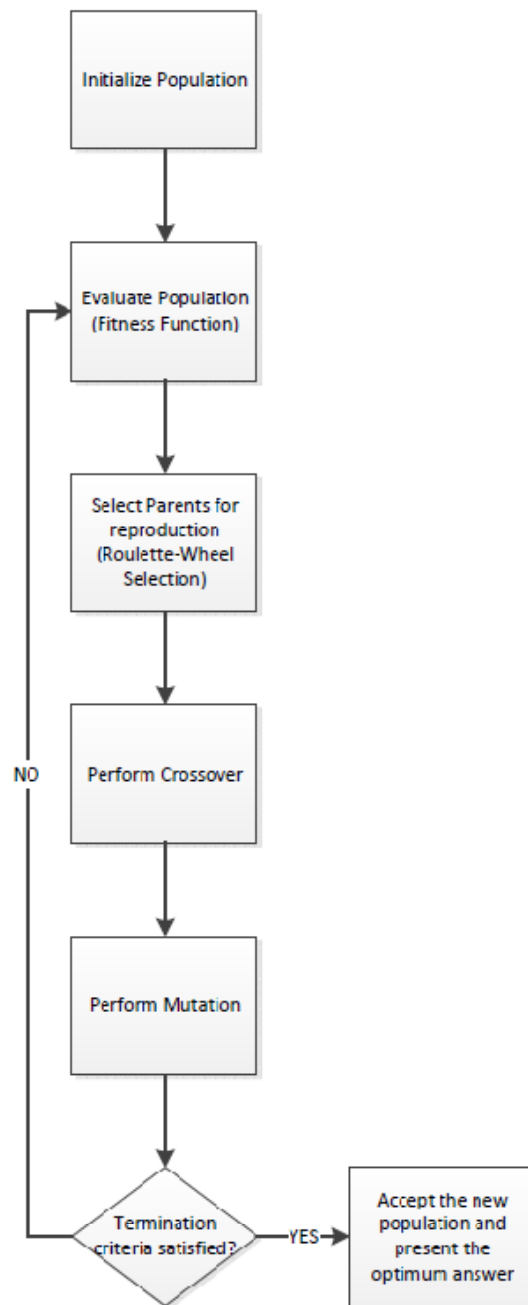 Initialize Population
Evaluate Population
(Fitness Function)
Select Parents for
reproduction
(Roulette-Wheel
Selection)
Perform Crossover
NO
Perform Mutation
Termination
criteria satisfied?
YES
Accept the new
population and
present the
optimum answer